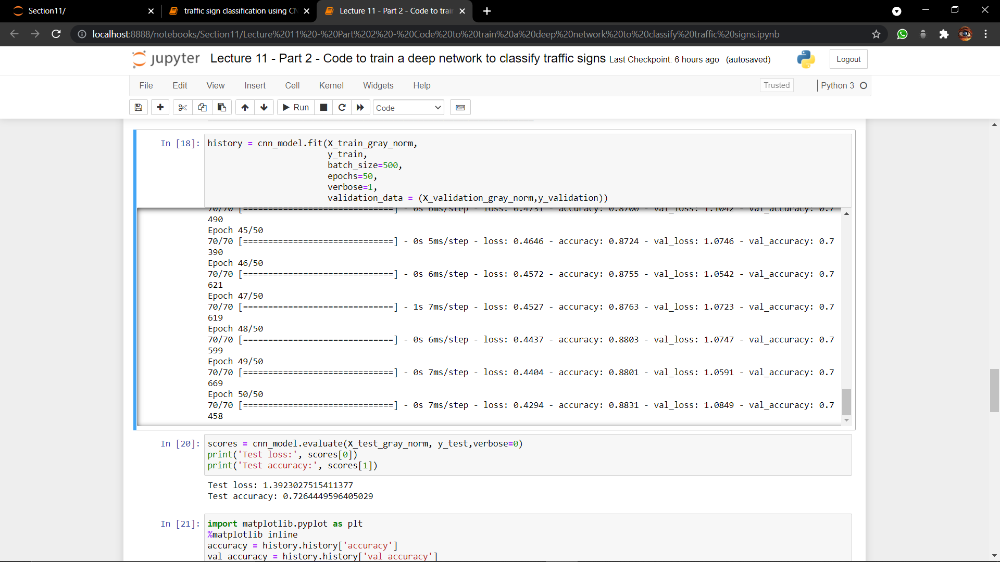 Section11/
traffic sign classification using CN
Lecture 11 - Part 2 - Code to trai
localhost:8888/notebooks/Section11/Lecture%2011%20-%20Part%202%20-%20Code%20to%20train%20a%20deep%20network%20to%20classify%20traffic%20signs.ipynb
jupyter Lecture 11 - Part 2 - Code to train a deep network to classify traffic signs Last Checkpoint: 6 hours ago (autosaved) Logout
File Edit View Insert Cell Kernel Widgets Help Trusted Python 3
Run Code
In [18]: history = cnn_model.fit(X_train_gray_norm,
y_train,
batch_size=500,
epochs=50,
verbose=1,
validation_data = (X_validation_gray_norm,y_validation))
70/70 [==============================] - 0s 6ms/step - loss: 0.4731 - accuracy: 0.8700 - val_loss: 1.1042 - val_accuracy: 0.7
490
Epoch 45/50
70/70 [==============================] - 0s 5ms/step - loss: 0.4646 - accuracy: 0.8724 - val_loss: 1.0746 - val_accuracy: 0.7
390
Epoch 46/50
70/70 [==============================] - 0s 6ms/step - loss: 0.4572 - accuracy: 0.8755 - val_loss: 1.0542 - val_accuracy: 0.7
621
Epoch 47/50
70/70 [==============================] - 1s 7ms/step - loss: 0.4527 - accuracy: 0.8763 - val_loss: 1.0723 - val_accuracy: 0.7
619
Epoch 48/50
70/70 [==============================] - 0s 6ms/step - loss: 0.4437 - accuracy: 0.8803 - val_loss: 1.0747 - val_accuracy: 0.7
599
Epoch 49/50
70/70 [==============================] - 0s 7ms/step - loss: 0.4404 - accuracy: 0.8801 - val_loss: 1.0591 - val_accuracy: 0.7
669
Epoch 50/50
70/70 [==============================] - 0s 7ms/step - loss: 0.4294 - accuracy: 0.8831 - val_loss: 1.0849 - val_accuracy: 0.7
458
In [20]: scores = cnn_model.evaluate(X_test_gray_norm, y_test,verbose=0)
print('Test loss:', scores[0])
print('Test accuracy:', scores[1])
Test loss: 1.3923027515411377
Test accuracy: 0.7264449596405029
In [21]: import matplotlib.pyplot as plt
%matplotlib inline
accuracy = history.history['accuracy']
val_accuracy = history.history['val_accuracy']